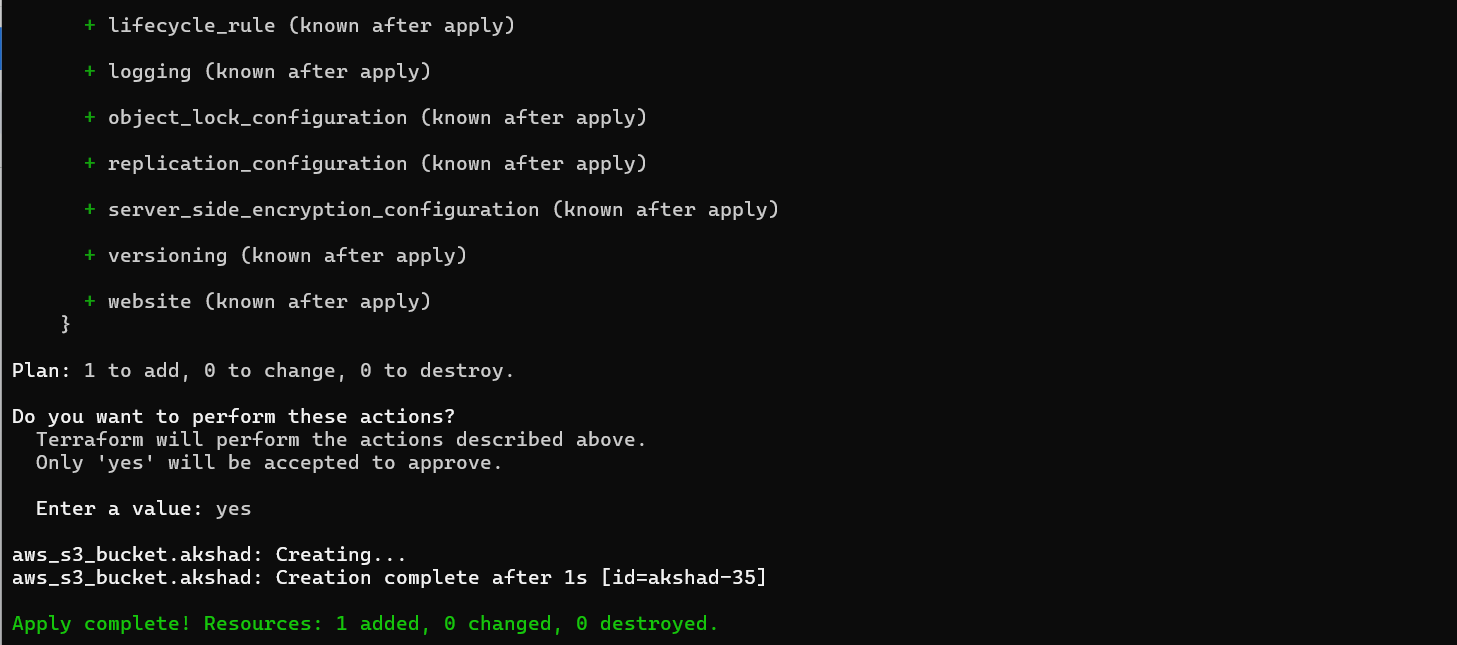 + lifecycle_rule (known after apply)
+ logging (known after apply)
+ object_lock_configuration (known after apply)
+ replication_configuration (known after apply)
+ server_side_encryption_configuration (known after apply)
+ versioning (known after apply)
+ website (known after apply)
}
Plan: 1 to add, 0 to change, 0 to destroy.
Do you want to perform these actions?
Terraform will perform the actions described above.
Only 'yes' will be accepted to approve.
Enter a value: yes
aws_s3_bucket.akshad: Creating...
aws_s3_bucket.akshad: Creation complete after 1s [id=akshad-35]
Apply complete! Resources: 1 added, 0 changed, 0 destroyed.